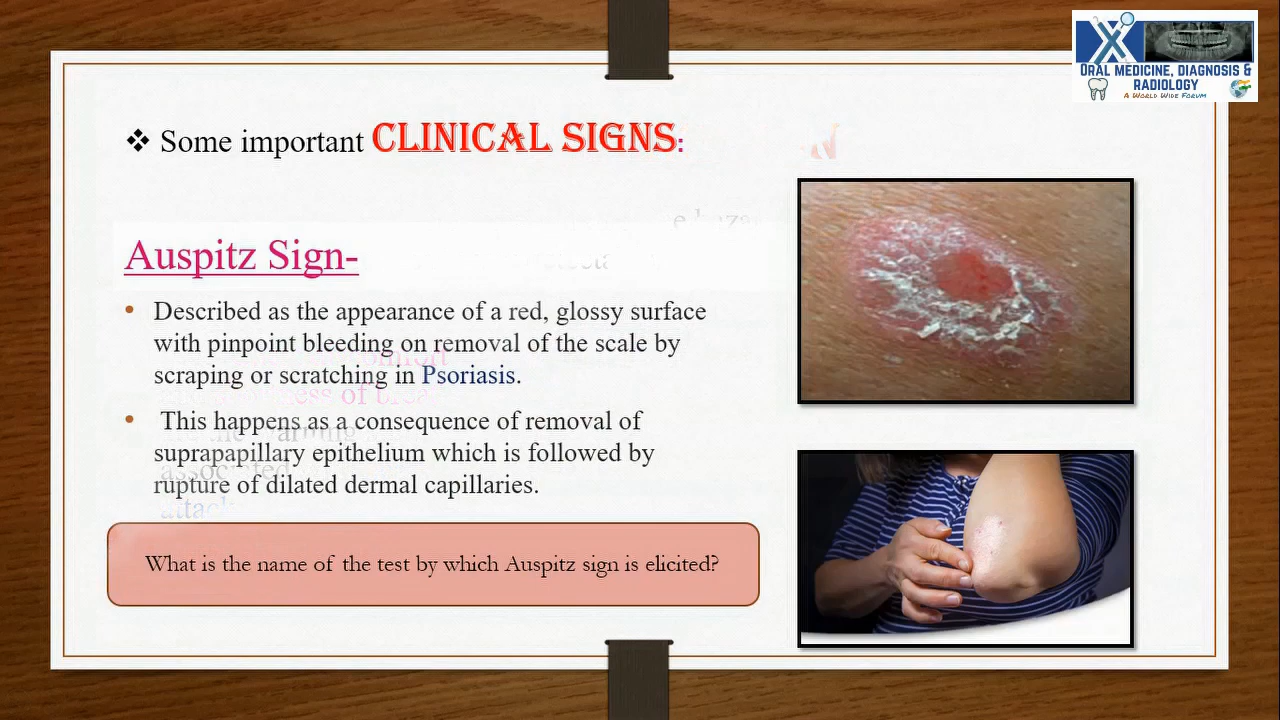 ORAL MEDICINE, DIAGNOSIS &
RADIOLOGY
A WORLD WIDE FORUM
❖ Some important CLINICAL SIGNS:
Auspitz Sign-
• Described as the appearance of a red, glossy surface
with pinpoint bleeding on removal of the scale by
scraping or scratching in Psoriasis.
• This happens as a consequence of removal of
suprapapillary epithelium which is followed by
rupture of dilated dermal capillaries.
What is the name of the test by which Auspitz sign is elicited?